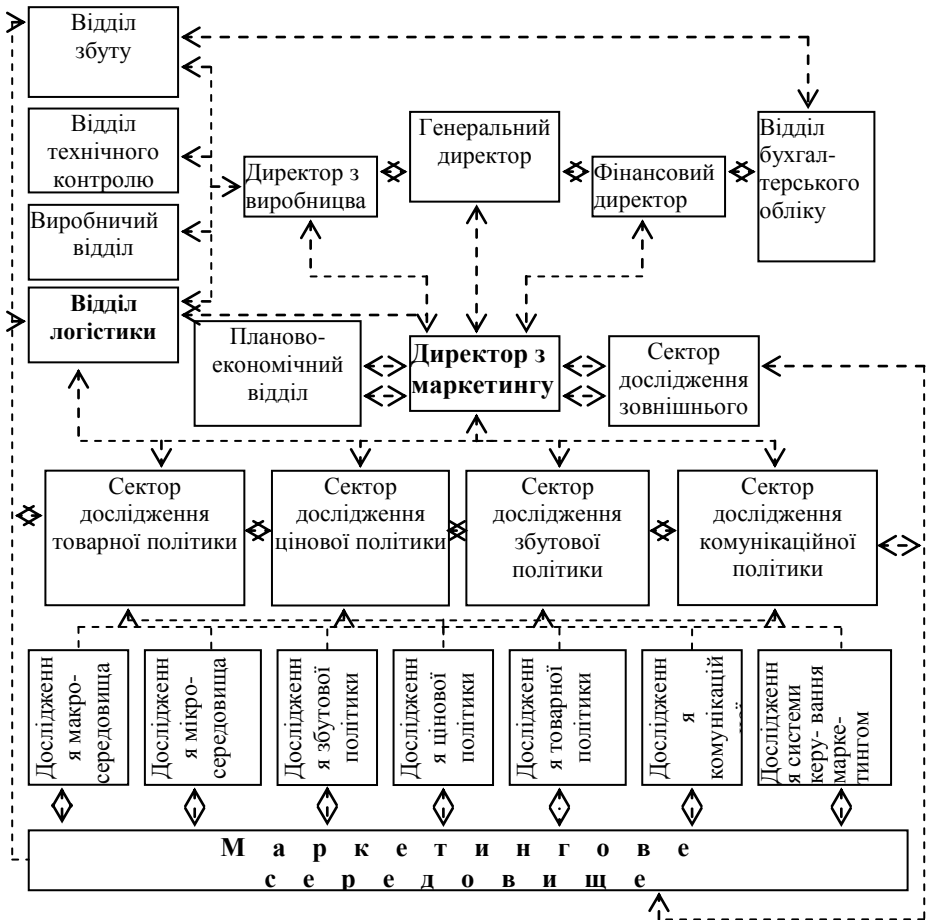 Відділ
збуту
Відділ
технічного
контролю
Виробничий
відділ
Відділ
логістики
Директор з
виробницва
Генеральний
директор
Фінансовий
директор
Відділ
бухгал-
терського
обліку
Планово-
економічний
відділ
Директор з
маркетингу
Сектор
дослідження
зовнішнього
Сектор
дослідження
товарної політики
Сектор
дослідження
цінової політики
Сектор
дослідження
збутової
політики
Сектор
дослідження
комунікаційної
політики
Дослідженн
я макро-
середовища
Дослідженн
я мікро-
середовища
Дослідженн
я збутової
політики
Дослідженн
я цінової
політики
Дослідженн
я товарної
політики
Дослідженн
я
комунікацій
Дослідженн
я системи
керу- вання
марке-
тингом
М а р к е т и н г о в е
с е р е д о в и щ е